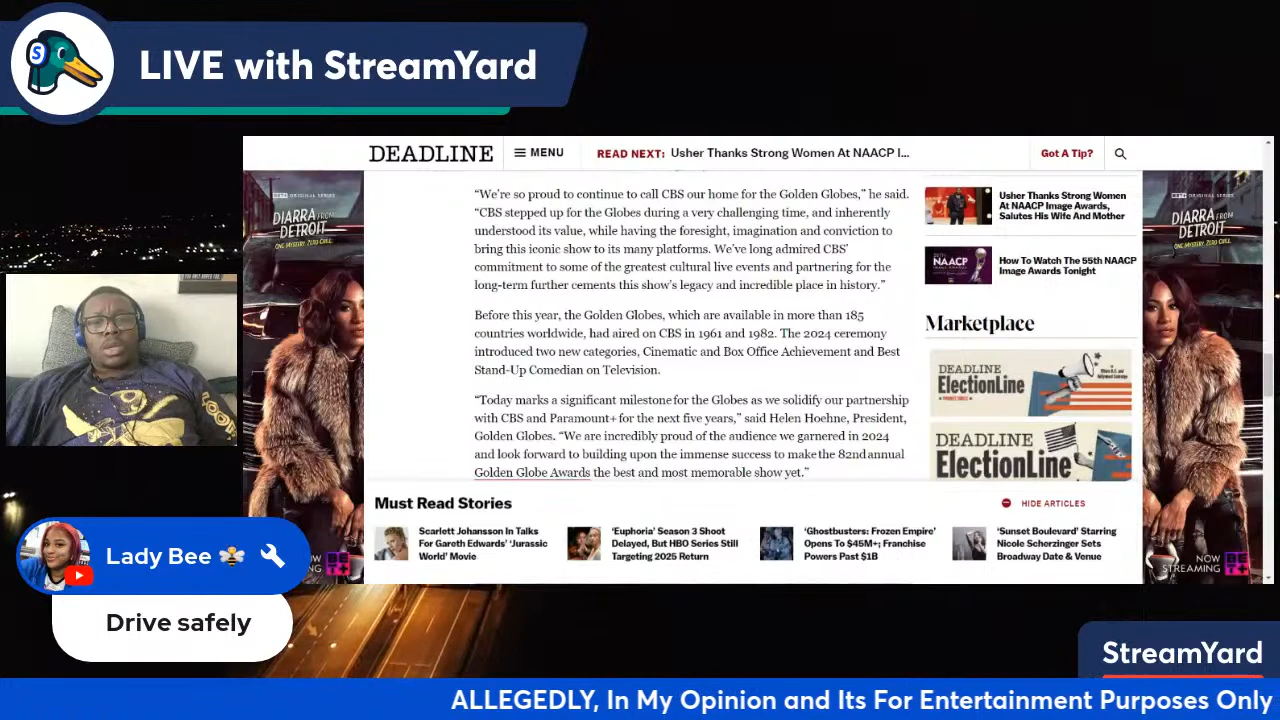 LIVE with StreamYard
DEADLINE
MENU
READ NEXT: Usher Thanks Strong Women At NAACP I...
Got A Tip?
“We’re so proud to continue to call CBS our home for the Golden Globes,” he said.
“CBS stepped up for the Globes during a very challenging time, and inherently
understood its value, while having the foresight, imagination and conviction to
bring this iconic show to its many platforms. We’ve long admired CBS’
commitment to some of the greatest cultural live events and partnering for the
long-term further cements this show’s legacy and incredible place in history.”
Before this year, the Golden Globes, which are available in more than 185
countries worldwide, had aired on CBS in 1961 and 1982. The 2024 ceremony
introduced two new categories, Cinematic and Box Office Achievement and Best
Stand-Up Comedian on Television.
“Today marks a significant milestone for the Globes as we solidify our partnership
with CBS and Paramount+ for the next five years,” said Helen Hoehne, President,
Golden Globes. “We are incredibly proud of the audience we garnered in 2024
and look forward to building upon the immense success to make the 82nd annual
Golden Globe Awards the best and most memorable show yet.”
Usher Thanks Strong Women
At NAACP Image Awards,
Salutes His Wife And Mother
How To Watch The 55th NAACP
Image Awards Tonight
Marketplace
DEADLINE
ElectionLine
DEADLINE
ElectionLine
DIARRA FROM
DETROIT
ONE MYSTERY. ZERO CHILL.
DIARRA FROM
DETROIT
ONE MYSTERY. ZERO CHILL.
Must Read Stories
HIDE ARTICLES
Scarlett Johansson In Talks
For Gareth Edwards’ ‘Jurassic
World’ Movie
‘Euphoria’ Season 3 Shoot
Delayed, But HBO Series Still
Targeting 2025 Return
‘Ghostbusters: Frozen Empire’
Opens To $45M+; Franchise
Powers Past $1B
‘Sunset Boulevard’ Starring
Nicole Scherzinger Sets
Broadway Date & Venue
NOW
STREAMING
BET+
Lady Bee 🐝
Drive safely
StreamYard
ALLEGEDLY, In My Opinion and Its For Entertainment Purposes Only